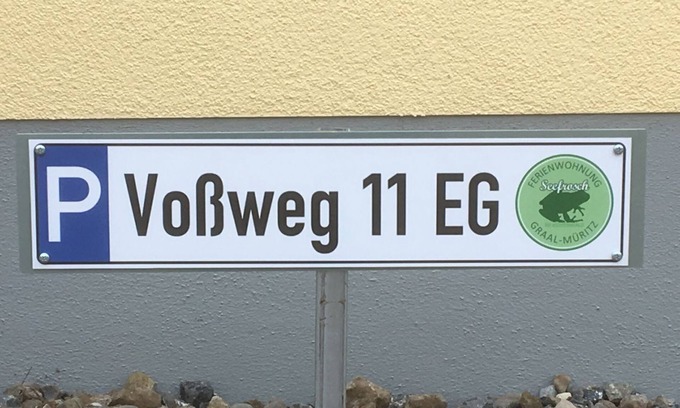 P Voßweg 11 EG
FERIENWOHNUNG
Seefrosch
GRAAL-MÜRITZ